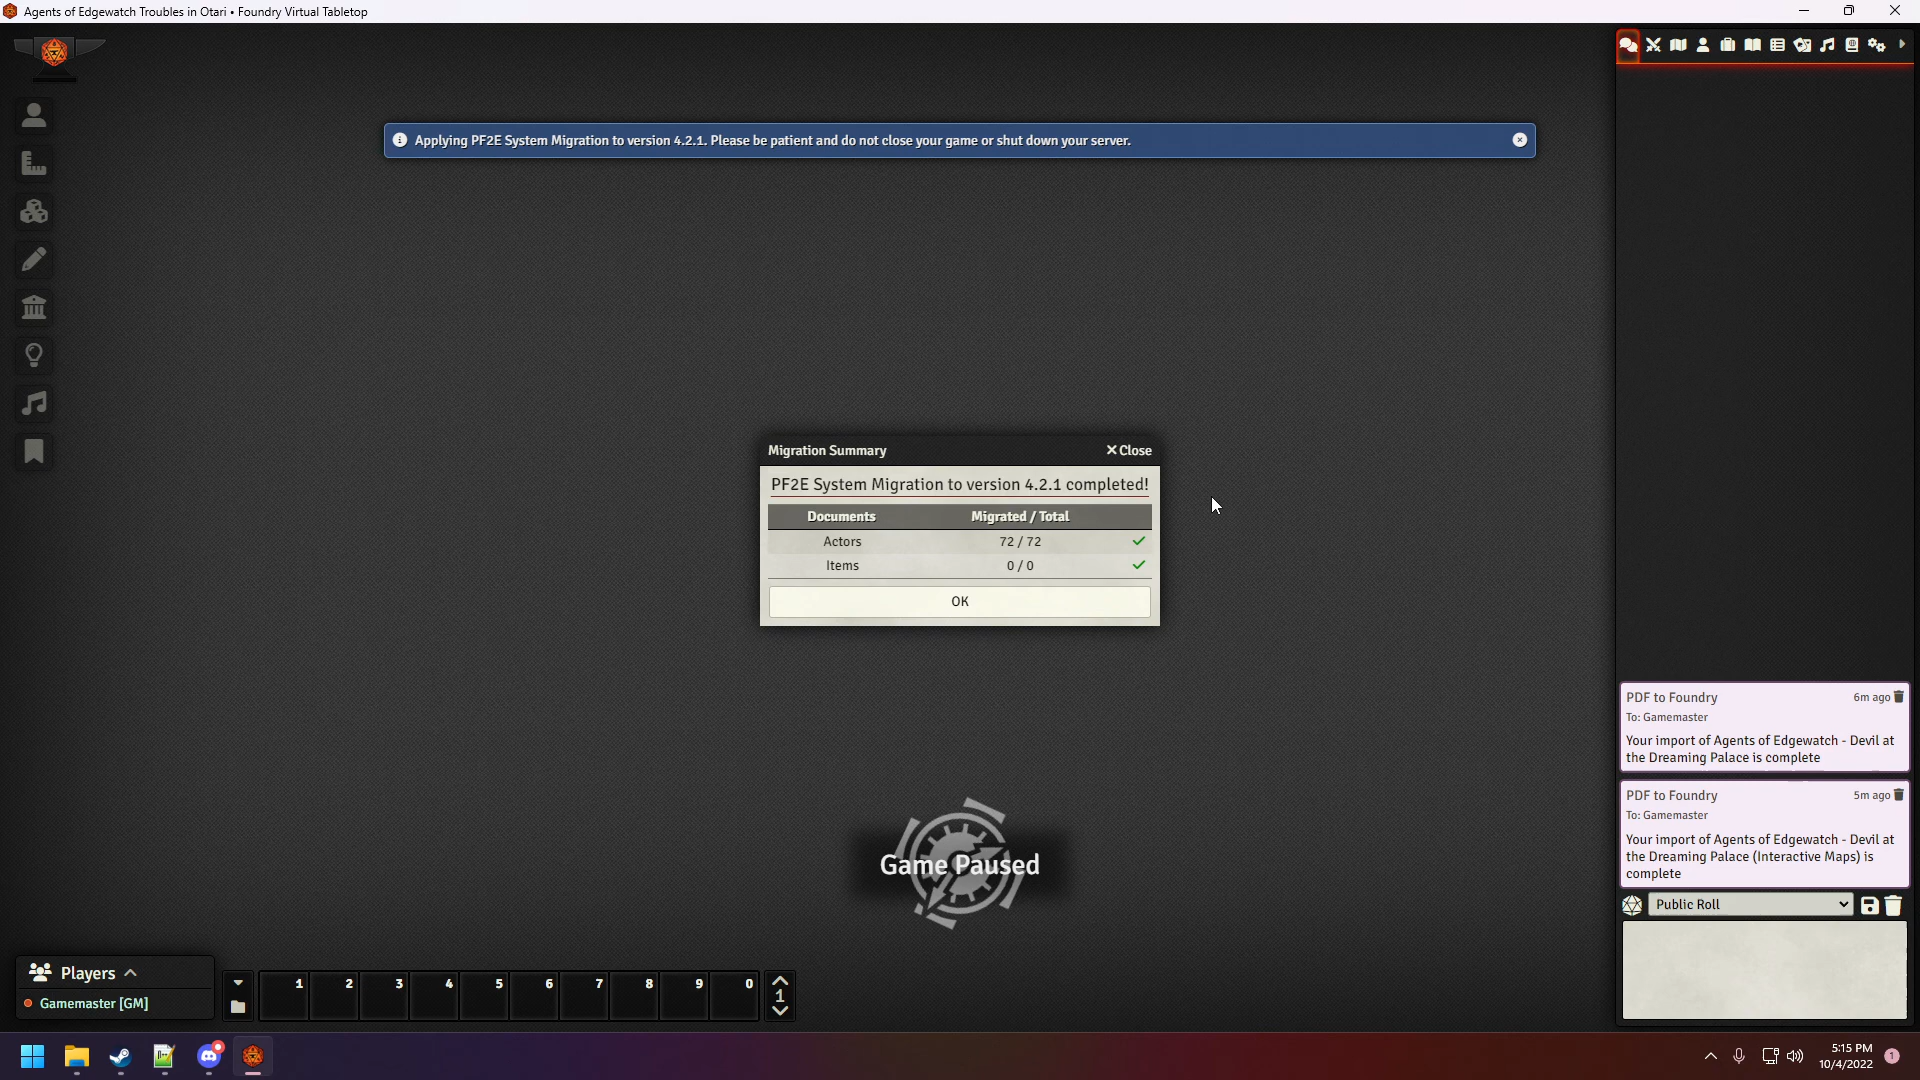 Agents of Edgewatch Troubles in Otari • Foundry Virtual Tabletop
Applying PF2E System Migration to version 4.2.1. Please be patient and do not close your game or shut down your server.
Migration Summary
Close
PF2E System Migration to version 4.2.1 completed!
Documents Migrated / Total
Actors 72 / 72
Items 0 / 0
OK
Game Paused
PDF to Foundry 6m ago
To: Gamemaster
Your import of Agents of Edgewatch - Devil at
the Dreaming Palace is complete
PDF to Foundry 5m ago
To: Gamemaster
Your import of Agents of Edgewatch - Devil at
the Dreaming Palace (Interactive Maps) is
complete
Public Roll
Players
Gamemaster [GM]
1 2 3 4 5 6 7 8 9 0
1
5:15 PM
10/4/2022
1